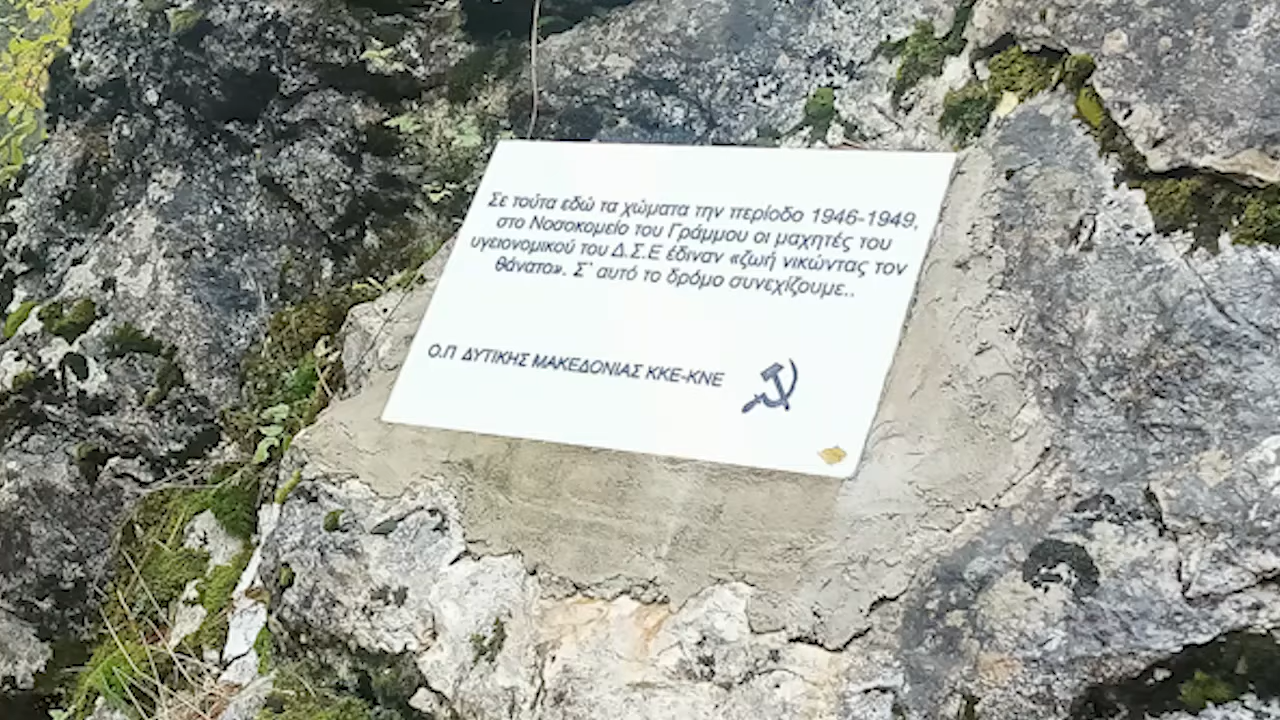 Σε τούτα εδώ τα χώματα την περίοδο 1946-1949,
στο Νοσοκομείο του Γράμμου οι μαχητές του
υγειονομικού του Δ.Σ.Ε έδιναν «ζωή νικώντας τον
θάνατο». Σ΄ αυτό το δρόμο συνεχίζουμε..
Ο.Π ΔΥΤΙΚΗΣ ΜΑΚΕΔΟΝΙΑΣ ΚΚΕ-ΚΝΕ